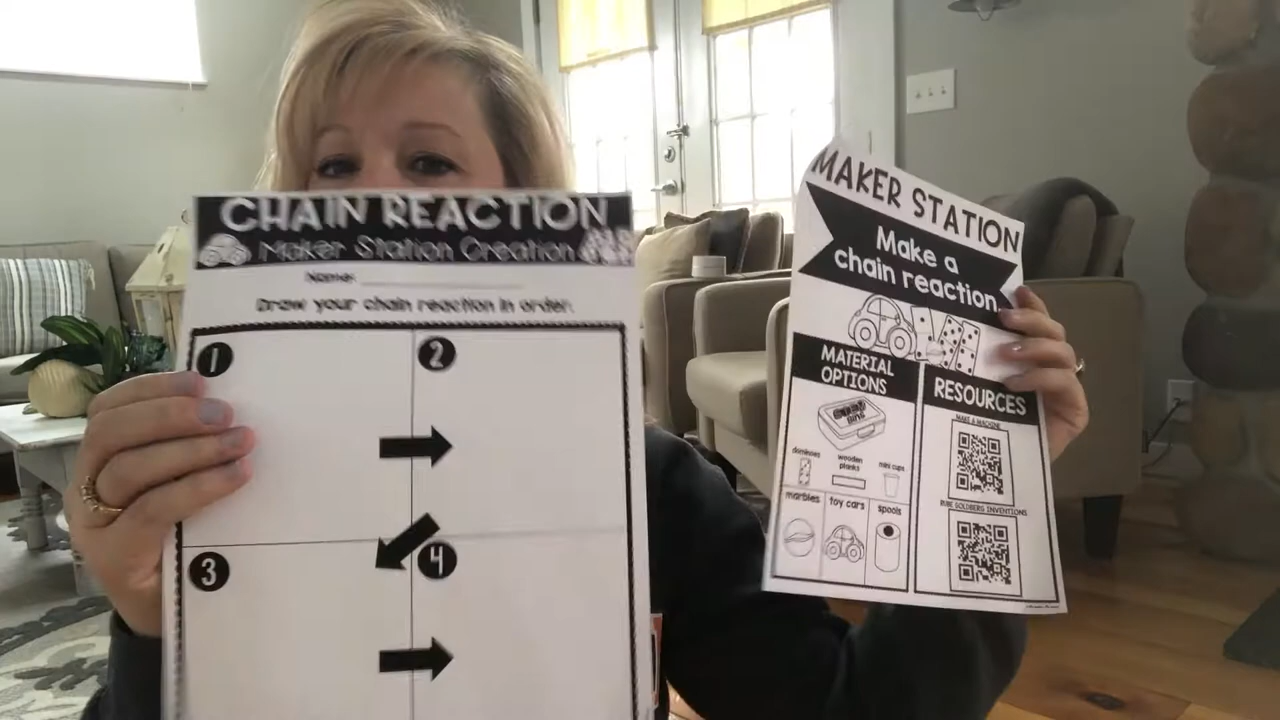 CHAIN REACTION
Maker Station Creation
Name:
Draw your chain reaction in order.
1
2
3
4
MAKER STATION
Make a
chain reaction.
MATERIAL
OPTIONS
dominoes
wooden
planks
mini cups
marbles
toy cars
spools
RESOURCES
MAKE A MACHINE
RUBE GOLDBERG INVENTIONS